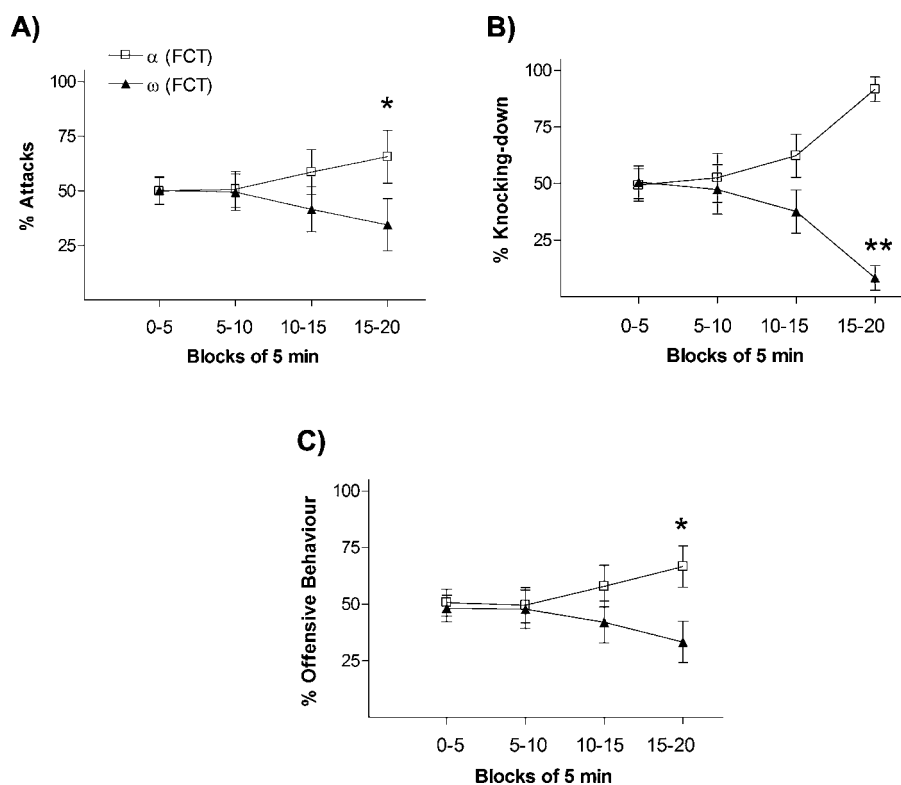 A)
α (FCT)
ω (FCT)
100
75
50
25
% Attacks
*
0-5 5-10 10-15 15-20
Blocks of 5 min
B)
100
75
50
25
% Knocking-down
**
0-5 5-10 10-15 15-20
Blocks of 5 min
C)
100
75
50
25
% Offensive Behaviour
*
0-5 5-10 10-15 15-20
Blocks of 5 min